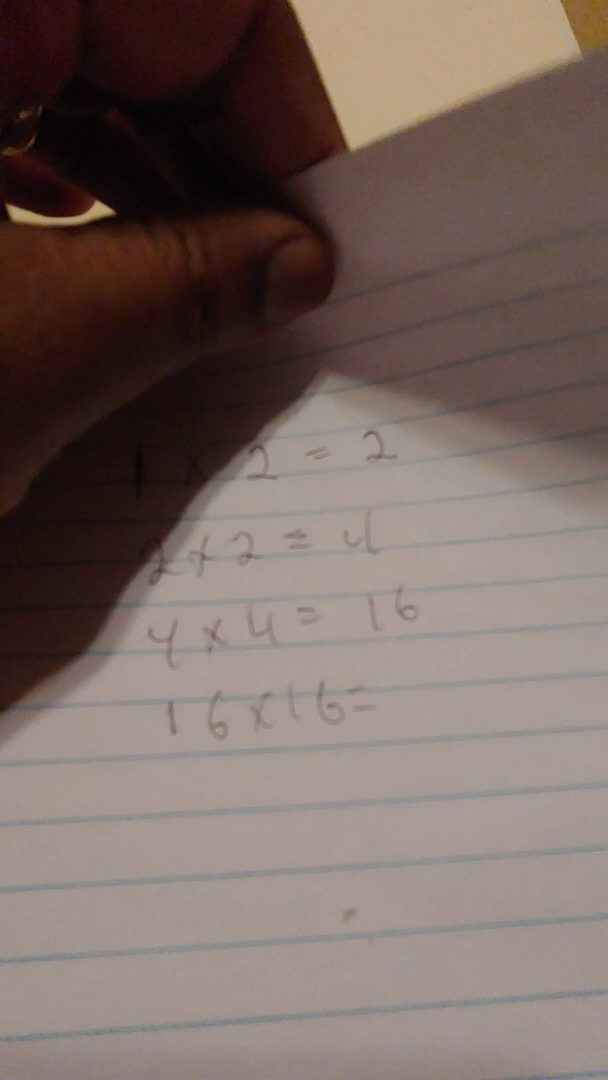 1 x 2 = 2
2 x 2 = 4
4 x 4 = 16
16 x 16 =